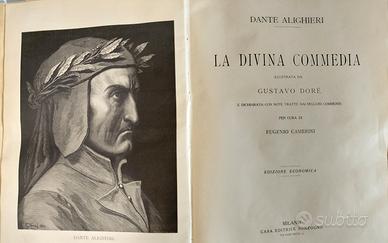 DANTE ALIGHIERI.
DANTE ALIGHIERI
LA DIVINA COMMEDIA
ILLUSTRATA DA
GUSTAVO DORÉ
E DICHIARATA CON NOTE TRATTE DAI MIGLIORI COMMENTI
PER CURA DI
EUGENIO CAMERINI
EDIZIONE ECONOMICA
MILANO
CASA EDITRICE SONZOGNO
subito.it